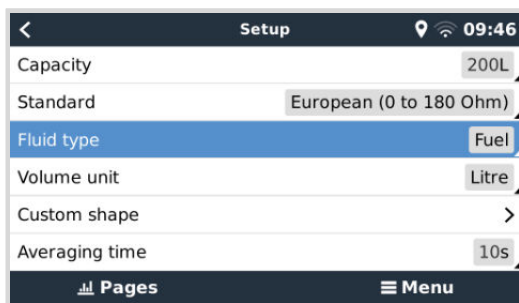 Setup 09:46
Capacity 200L
Standard European (0 to 180 Ohm)
Fluid type Fuel
Volume unit Litre
Custom shape
Averaging time 10s
Pages Menu